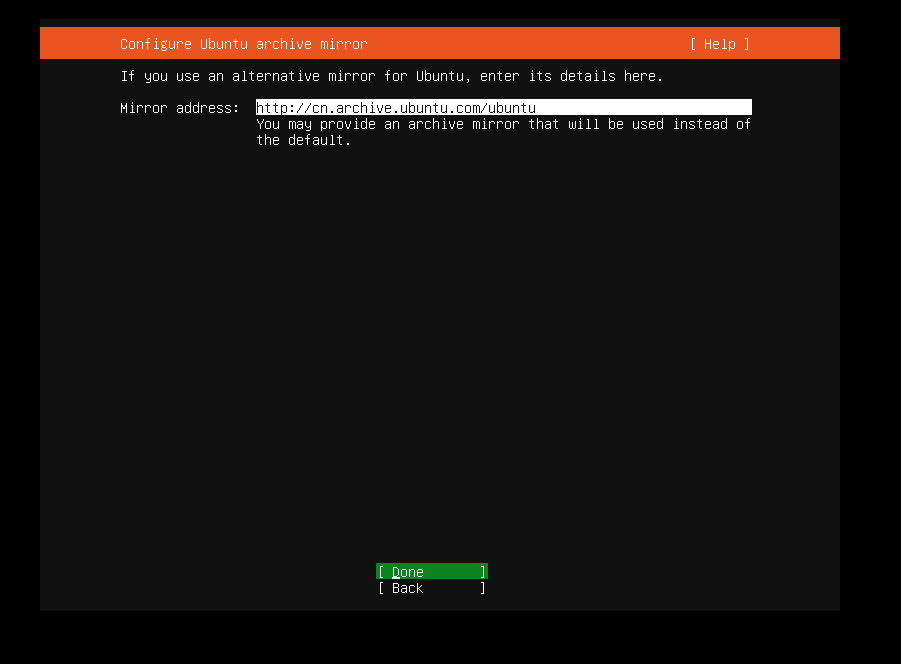 Configure Ubuntu archive mirror [ Help ]
If you use an alternative mirror for Ubuntu, enter its details here.
Mirror address: http://cn.archive.ubuntu.com/ubuntu
You may provide an archive mirror that will be used instead of
the default.
[ Done ]
[ Back ]